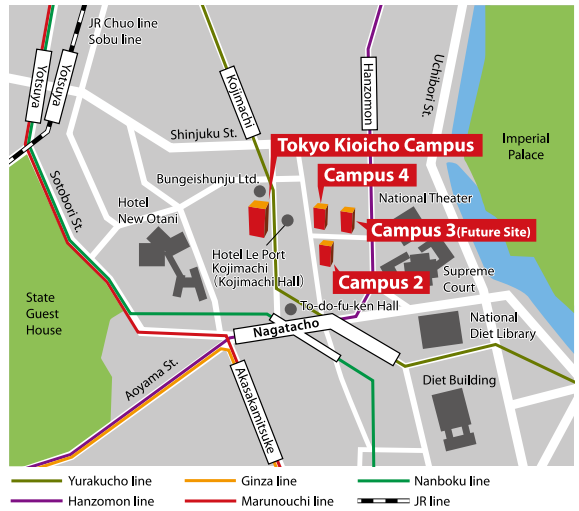 JR Chuo line
Sobu line
Yotsuya
Yotsuya
Kojimachi
Hanzomon
Uchibori St.
Shinjuku St.
Tokyo Kioicho Campus
Imperial
Palace
Bungeishunju Ltd.
Campus 4
Sotobori St.
National Theater
Hotel
New Otani
Campus 3(Future Site)
Hotel Le Port
Kojimachi
(Kojimachi Hall)
Campus 2
Supreme
Court
State
Guest
House
To-do-fu-ken Hall
Nagatacho
National
Diet Library
Aoyama St.
Akasakamitsuke
Diet Building
Yurakucho line
Ginza line
Nanboku line
Hanzomon line
Marunouchi line
JR line